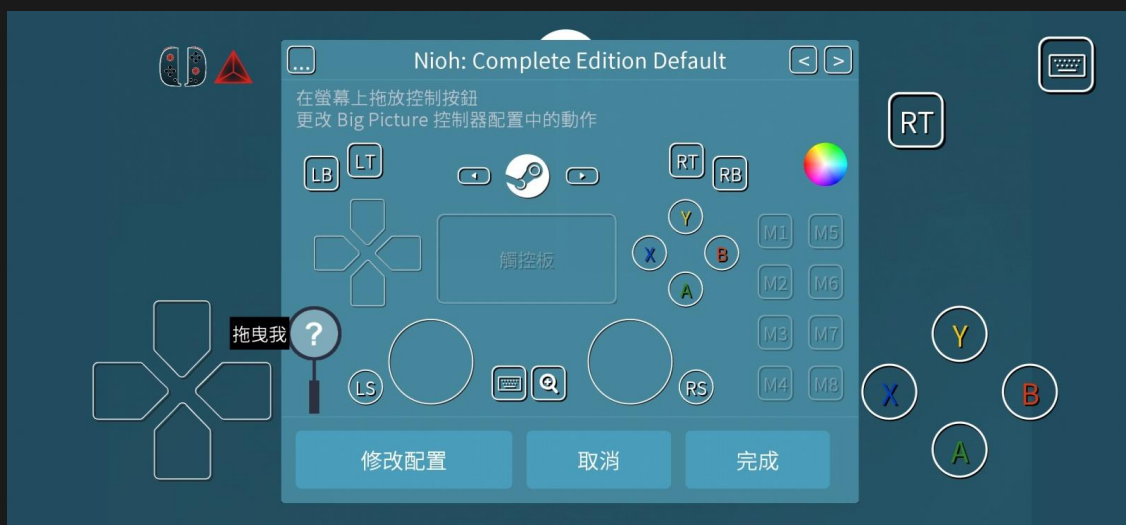 ...
Nioh: Complete Edition Default
< >
在螢幕上拖放控制按鈕
更改 Big Picture 控制器配置中的動作
RT
LB
LT
RT
RB
Y
X
B
A
觸控板
M1
M5
M2
M6
M3
M7
M4
M8
拖曳我
?
LS
RS
Y
X
B
A
修改配置
取消
完成